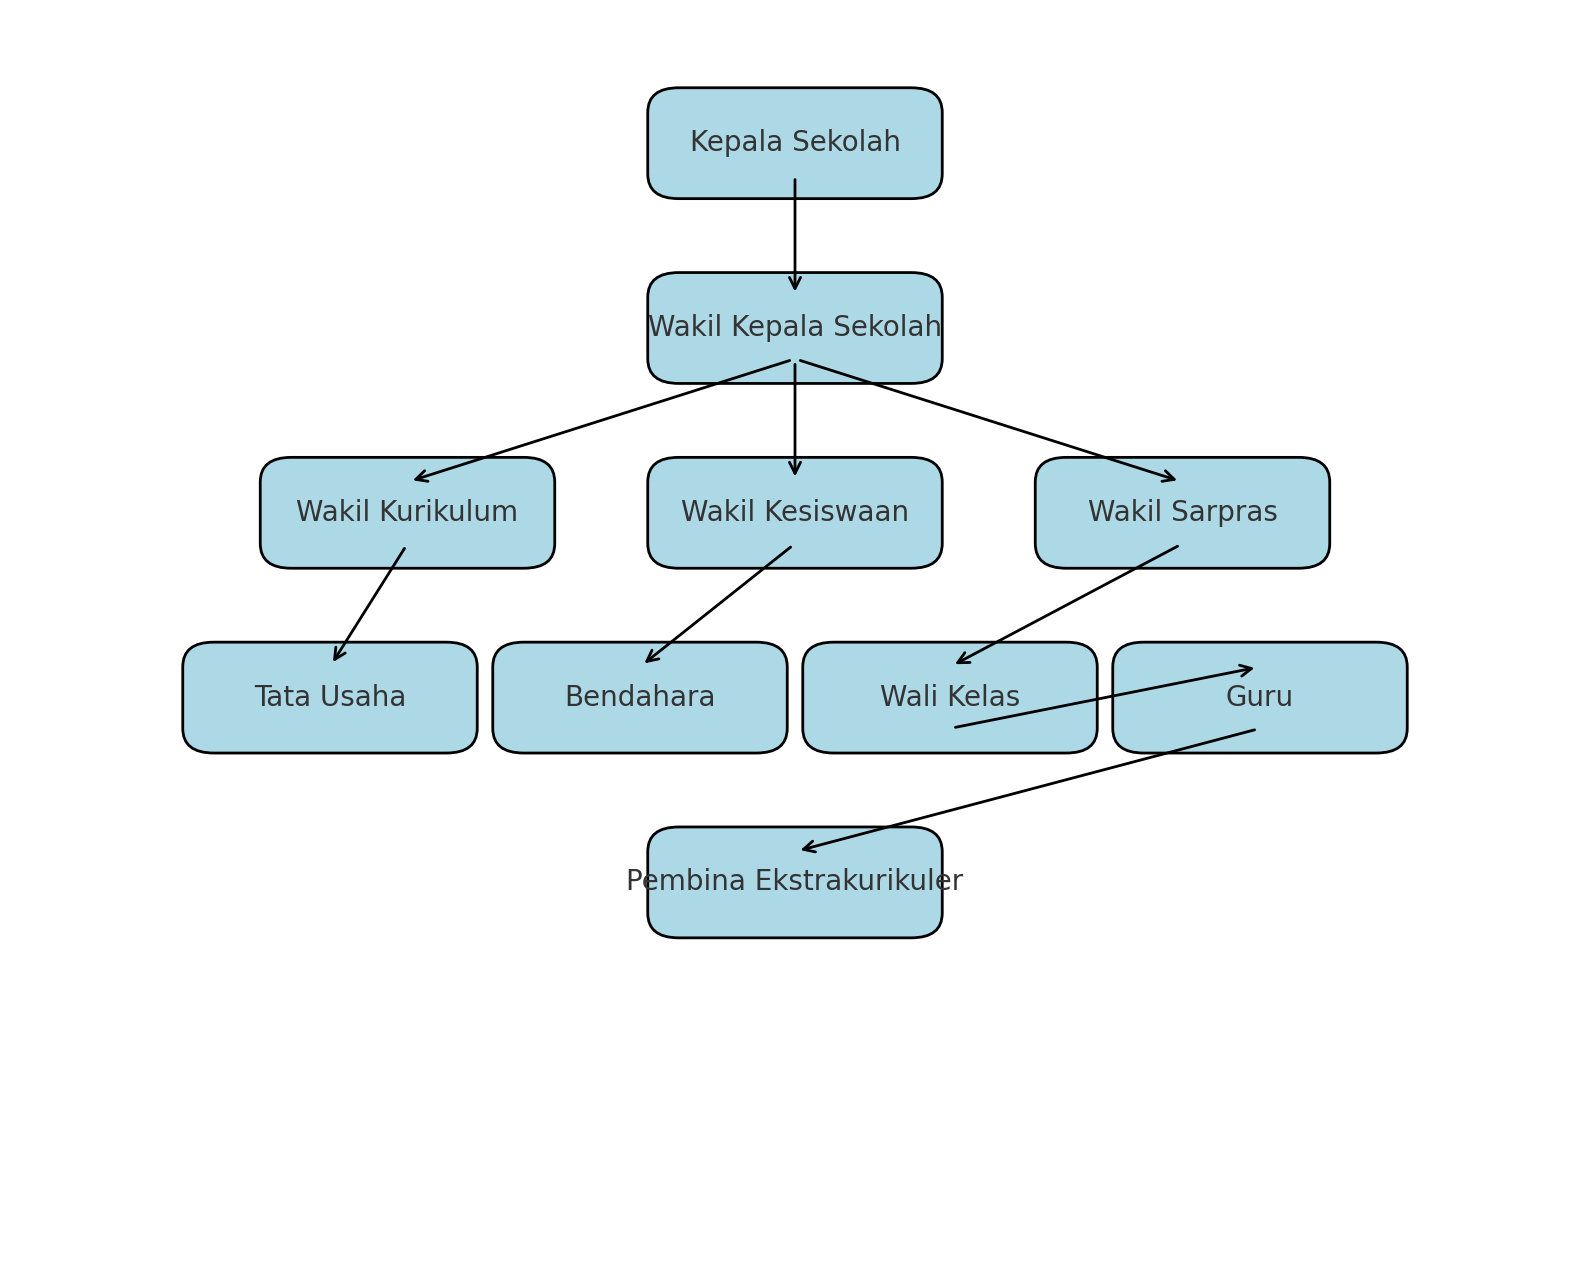 Kepala Sekolah
Wakil Kepala Sekolah
Wakil Kurikulum
Wakil Kesiswaan
Wakil Sarpras
Tata Usaha
Bendahara
Wali Kelas
Guru
Pembina Ekstrakurikuler